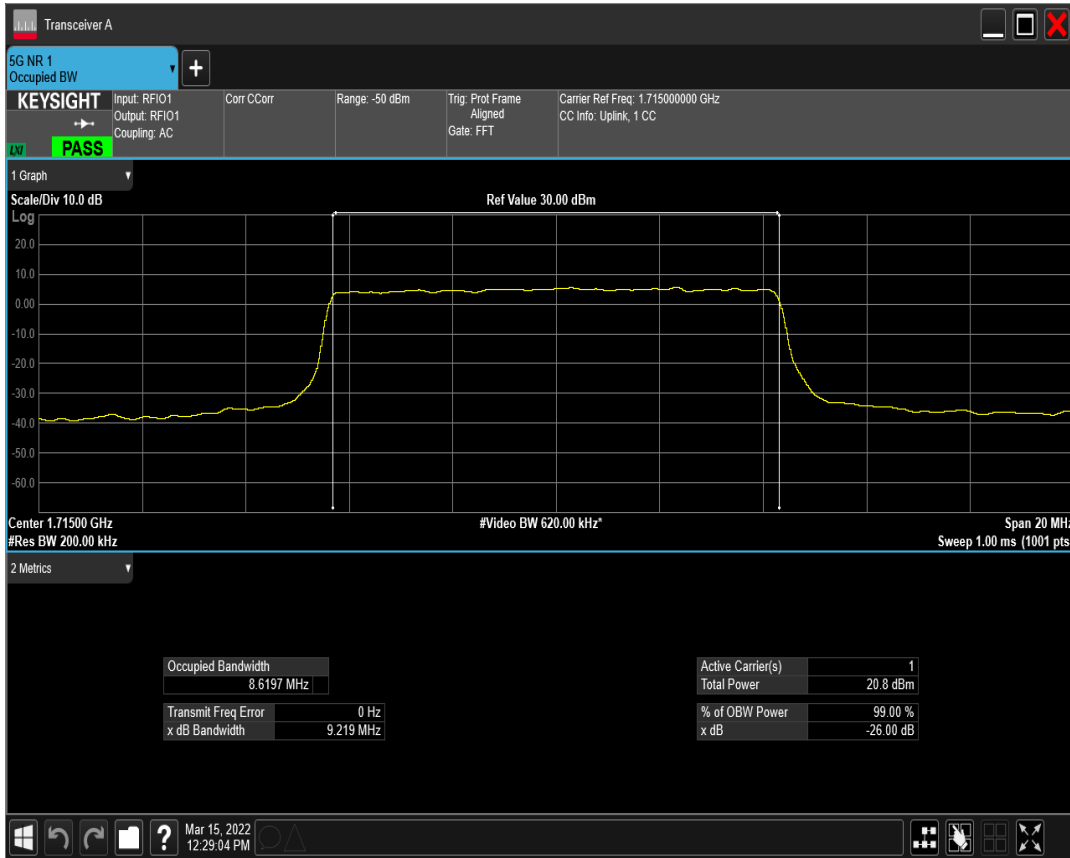 Transceiver A
5G NR 1
Occupied BW
KEYSIGHT
LXI
PASS
Input: RFIO1
Output: RFIO1
Coupling: AC
Corr CCorr
Range: -50 dBm
Trig: Prot Frame
Aligned
Gate: FFT
Carrier Ref Freq: 1.715000000 GHz
CC Info: Uplink, 1 CC
1 Graph
Scale/Div 10.0 dB
Ref Value 30.00 dBm
Log
20.0
10.0
0.00
-10.0
-20.0
-30.0
-40.0
-50.0
-60.0
Center 1.71500 GHz
#Video BW 620.00 kHz*
Span 20 MHz
#Res BW 200.00 kHz
Sweep 1.00 ms (1001 pts
2 Metrics
Occupied Bandwidth
8.6197 MHz
Transmit Freq Error 0 Hz
x dB Bandwidth 9.219 MHz
Active Carrier(s) 1
Total Power 20.8 dBm
% of OBW Power 99.00 %
x dB -26.00 dB
?
Mar 15, 2022
12:29:04 PM